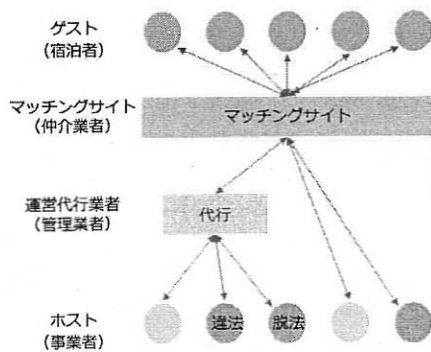 ゲスト
(宿泊者)
マッチングサイト
(仲介業者)
マッチングサイト
運営代行業者
(管理業者)
代行
ホスト
(事業者)
違法
脱法